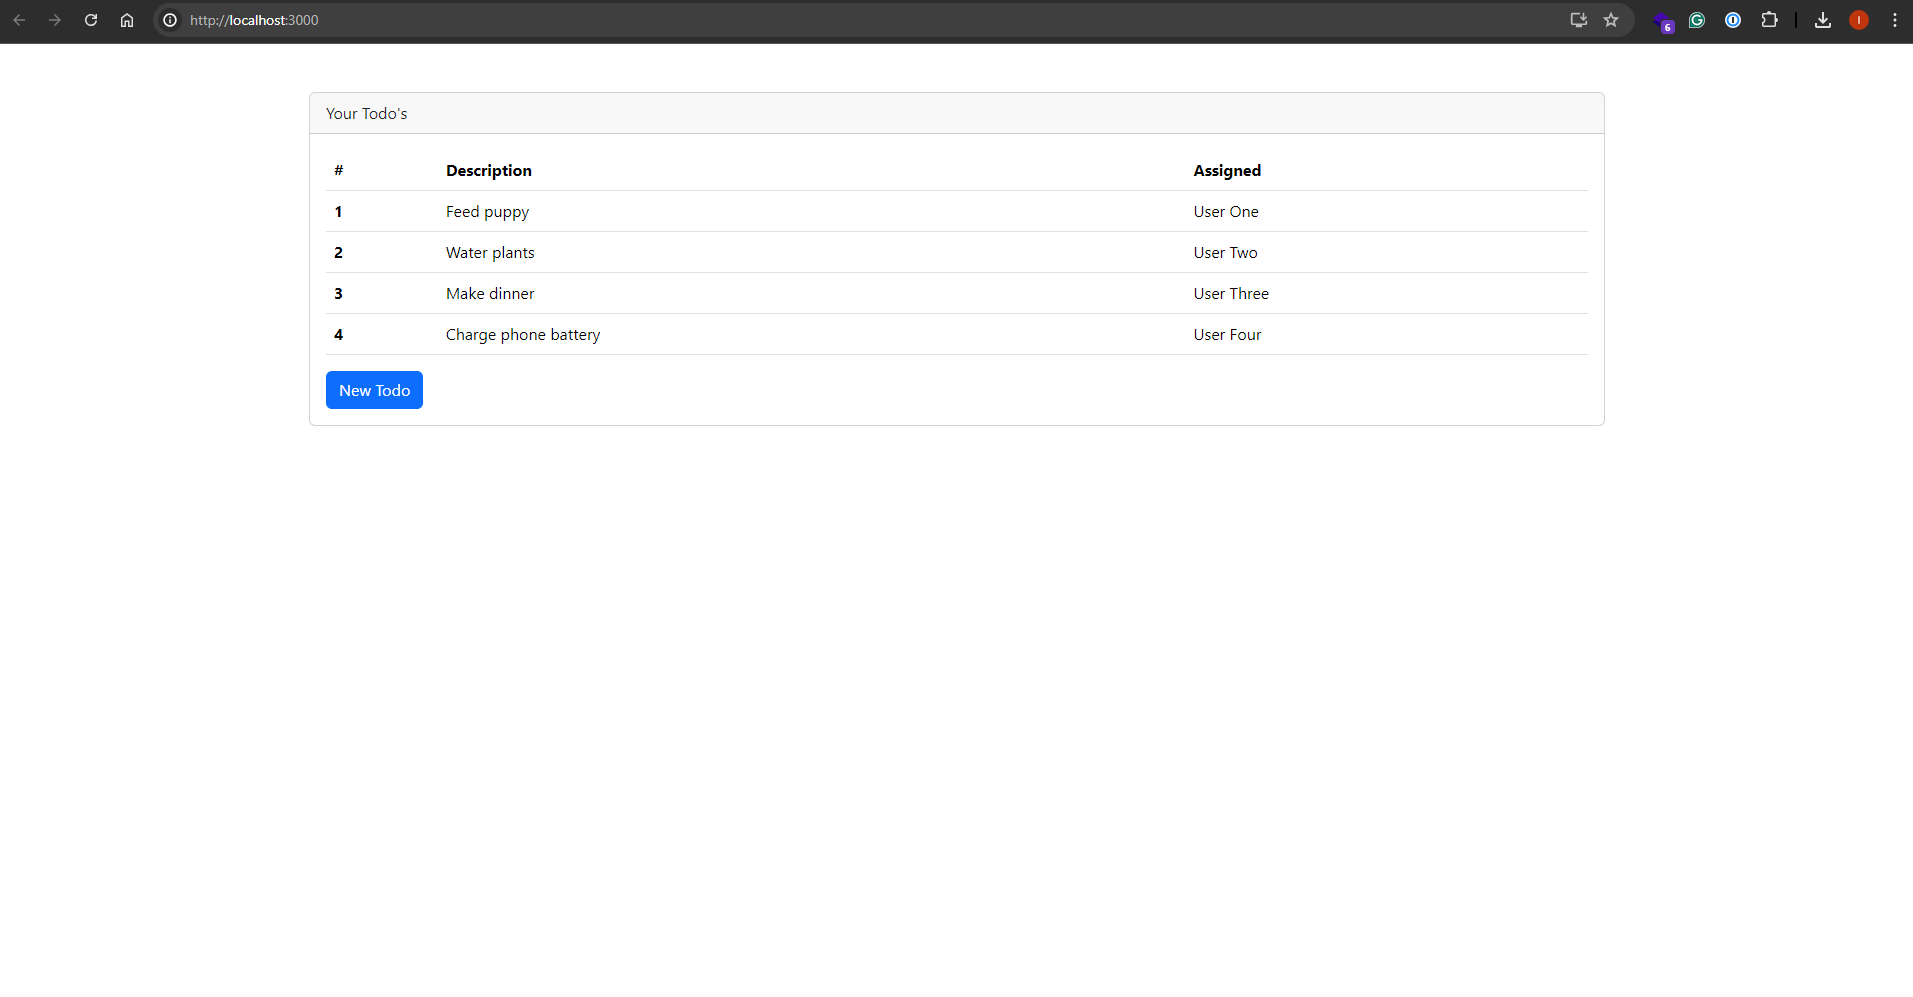 http://localhost:3000
6
I
Your Todo's
# Description Assigned
1 Feed puppy User One
2 Water plants User Two
3 Make dinner User Three
4 Charge phone battery User Four
New Todo